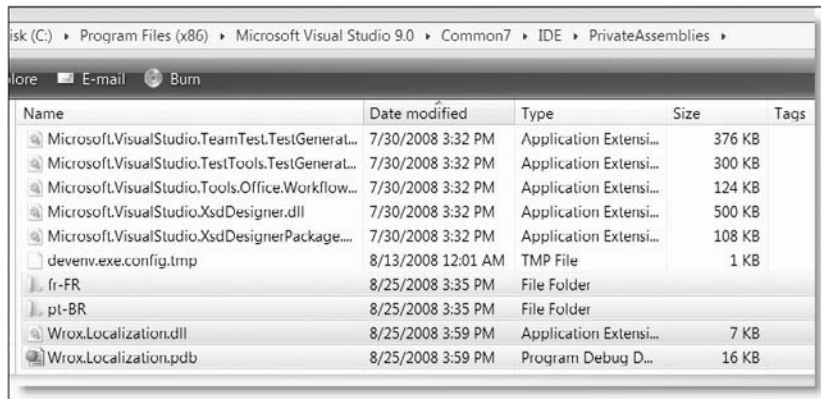 isk (C:) ▸ Program Files (x86) ▸ Microsoft Visual Studio 9.0 ▸ Common7 ▸ IDE ▸ PrivateAssemblies ▸
lore E-mail Burn
Name Date modified Type Size Tags
Microsoft.VisualStudio.TeamTest.TestGenerat... 7/30/2008 3:32 PM Application Extensi... 376 KB
Microsoft.VisualStudio.TestTools.TestGenerat... 7/30/2008 3:32 PM Application Extensi... 300 KB
Microsoft.VisualStudio.Tools.Office.Workflow... 7/30/2008 3:32 PM Application Extensi... 124 KB
Microsoft.VisualStudio.XsdDesigner.dll 7/30/2008 3:32 PM Application Extensi... 500 KB
Microsoft.VisualStudio.XsdDesignerPackage.... 7/30/2008 3:32 PM Application Extensi... 108 KB
devenv.exe.config.tmp 8/13/2008 12:01 AM TMP File 1 KB
fr-FR 8/25/2008 3:35 PM File Folder
pt-BR 8/25/2008 3:35 PM File Folder
Wrox.Localization.dll 8/25/2008 3:59 PM Application Extensi... 7 KB
Wrox.Localization.pdb 8/25/2008 3:59 PM Program Debug D... 16 KB